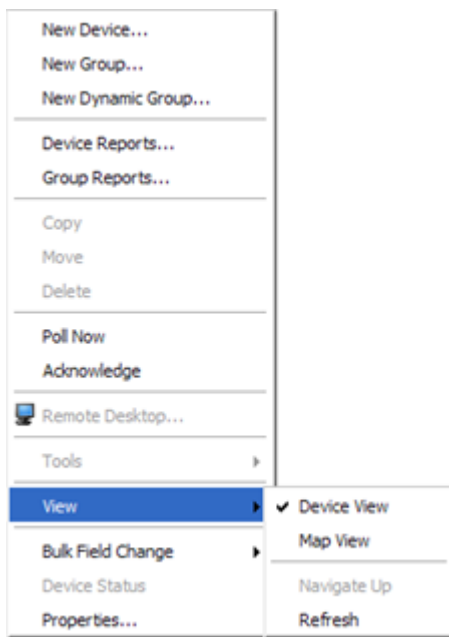 New Device...
New Group...
New Dynamic Group...
Device Reports...
Group Reports...
Copy
Move
Delete
Poll Now
Acknowledge
Remote Desktop...
Tools
View
Bulk Field Change
Device Status
Properties...
Device View
Map View
Navigate Up
Refresh